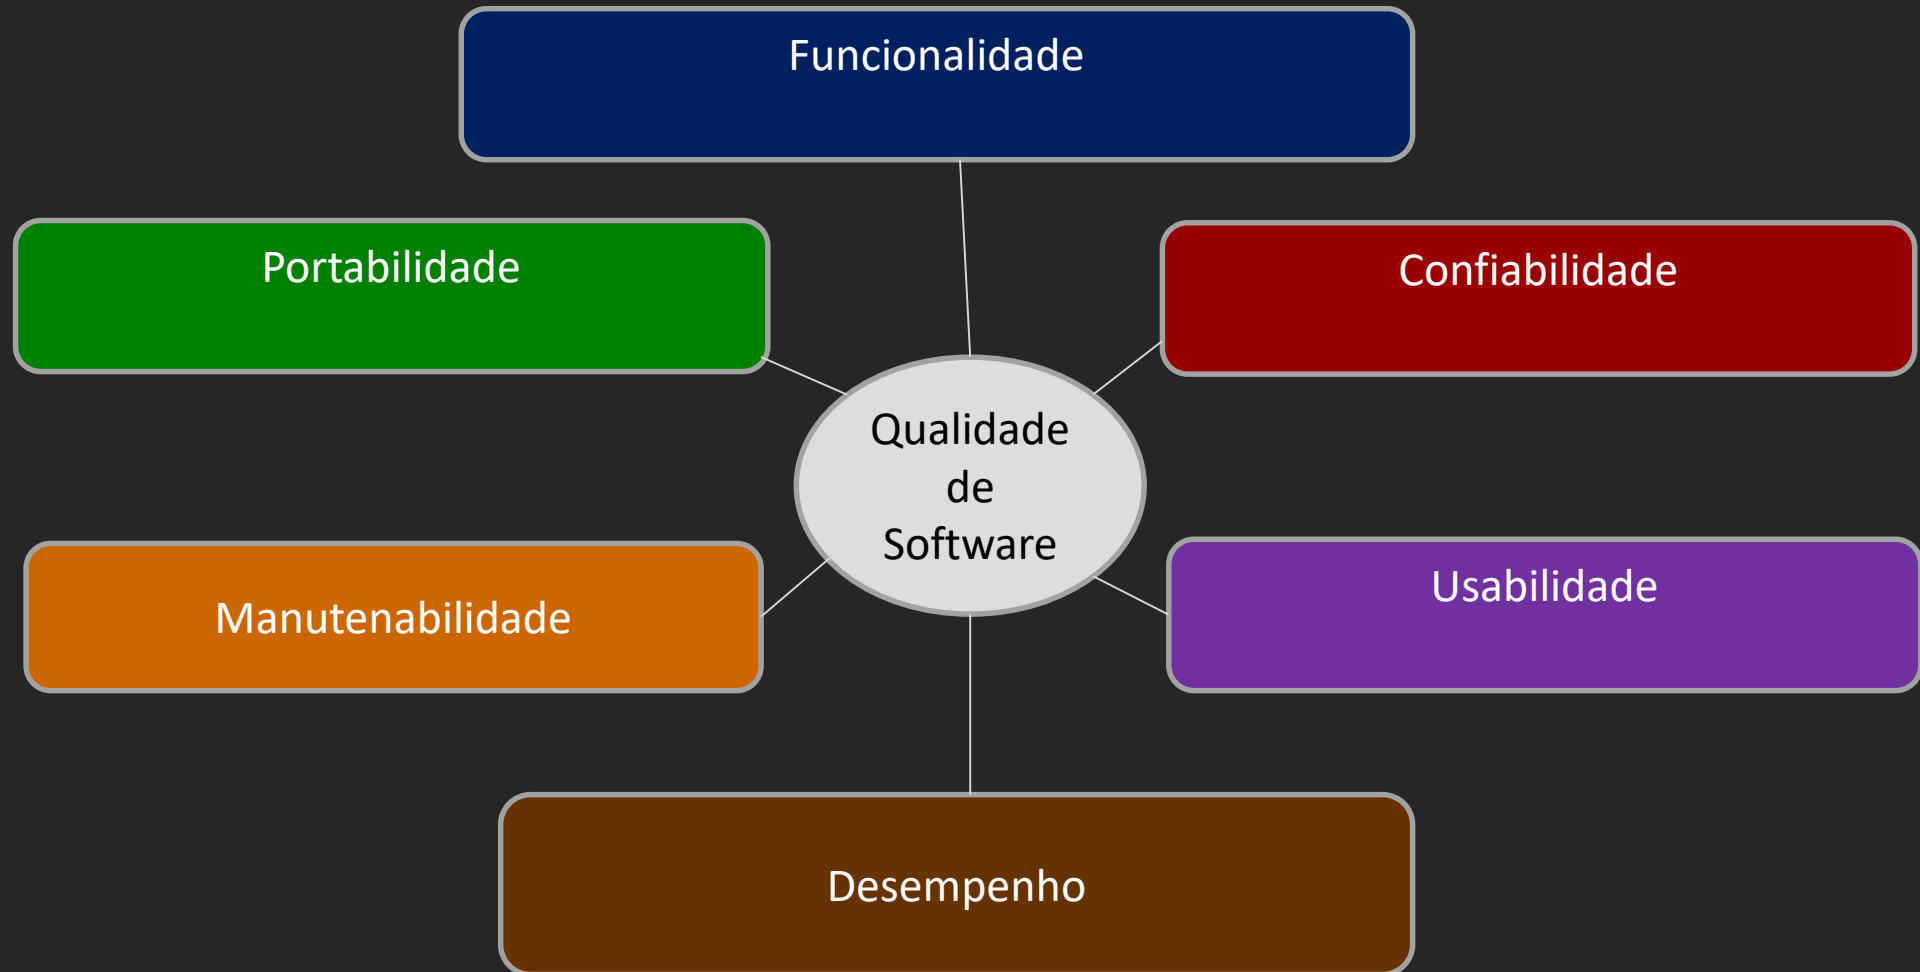 Funcionalidade
Portabilidade
Confiabilidade
Qualidade
de
Software
Manutenabilidade
Usabilidade
Desempenho